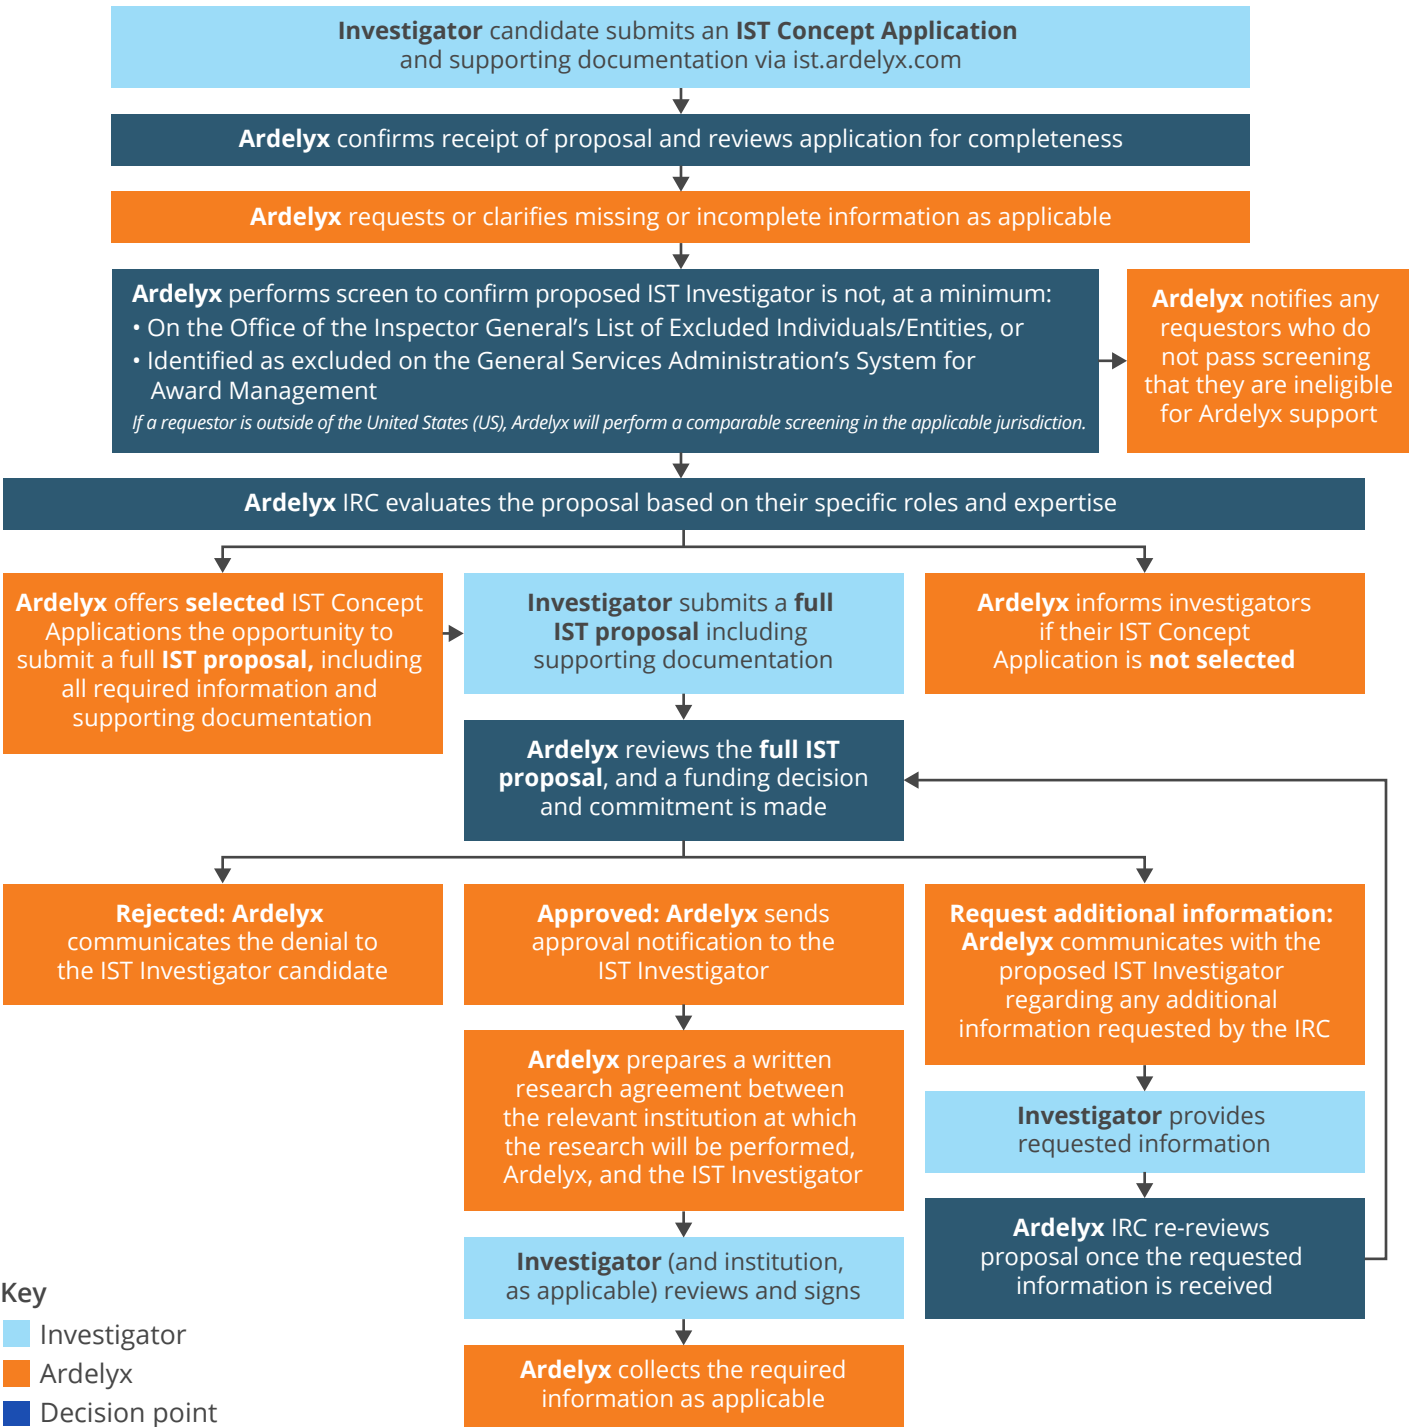 Investigator candidate submits an IST Concept Application
and supporting documentation via ist.ardelyx.com
Ardelyx confirms receipt of proposal and reviews application for completeness
Ardelyx requests or clarifies missing or incomplete information as applicable
Ardelyx performs screen to confirm proposed IST Investigator is not, at a minimum:
• On the Office of the Inspector General’s List of Excluded Individuals/Entities, or
• Identified as excluded on the General Services Administration’s System for
Award Management
If a requestor is outside of the United States (US), Ardelyx will perform a comparable screening in the applicable jurisdiction.
Ardelyx notifies any
requestors who do
not pass screening
that they are ineligible
for Ardelyx support
Ardelyx IRC evaluates the proposal based on their specific roles and expertise
Ardelyx offers selected IST Concept
Applications the opportunity to
submit a full IST proposal, including
all required information and
supporting documentation
Investigator submits a full
IST proposal including
supporting documentation
Ardelyx informs investigators
if their IST Concept
Application is not selected
Ardelyx reviews the full IST
proposal, and a funding decision
and commitment is made
Rejected: Ardelyx
communicates the denial to
the IST Investigator candidate
Approved: Ardelyx sends
approval notification to the
IST Investigator
Request additional information:
Ardelyx communicates with the
proposed IST Investigator
regarding any additional
information requested by the IRC
Ardelyx prepares a written
research agreement between
the relevant institution at which
the research will be performed,
Ardelyx, and the IST Investigator
Investigator provides
requested information
Ardelyx IRC re-reviews
proposal once the requested
information is received
Investigator (and institution,
as applicable) reviews and signs
Ardelyx collects the required
information as applicable
Key
Investigator
Ardelyx
Decision point